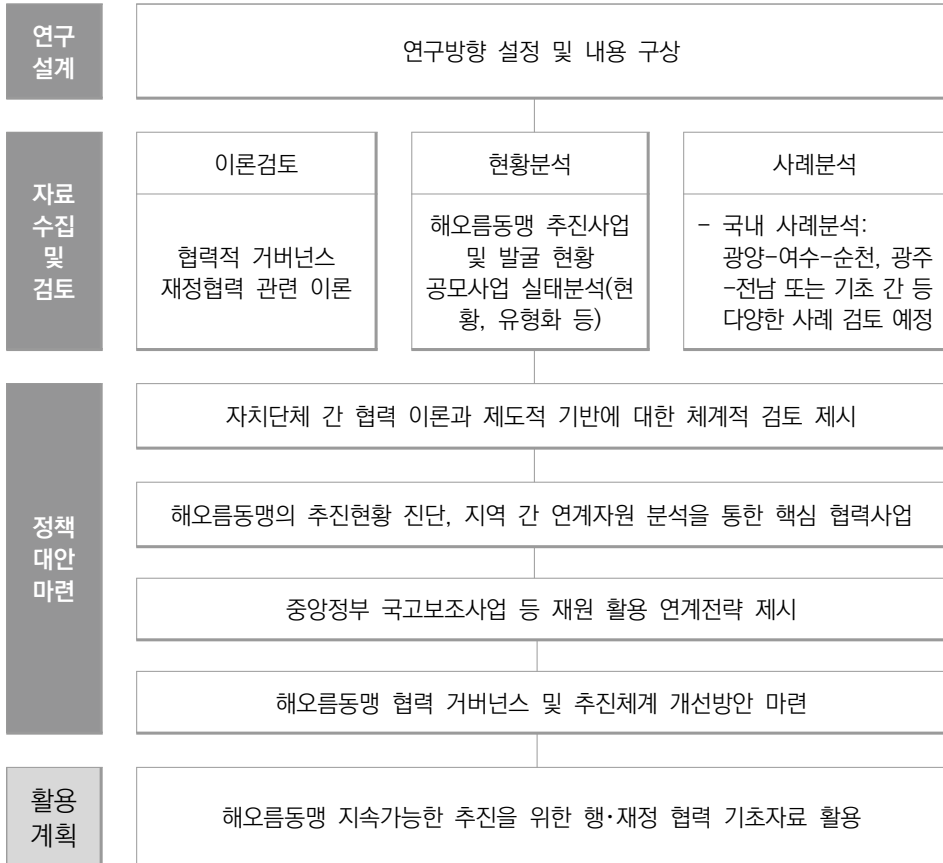 연구
설계
연구방향 설정 및 내용 구상
자료
수집
및
검토
이론검토
협력적 거버넌스
재정협력 관련 이론
현황분석
해오름동맹 추진사업
및 발굴 현황
공모사업 실태분석(현
황, 유형화 등)
사례분석
- 국내 사례분석:
광양-여수-순천, 광주
-전남 또는 기초 간 등
다양한 사례 검토 예정
정책
대안
마련
자치단체 간 협력 이론과 제도적 기반에 대한 체계적 검토 제시
해오름동맹의 추진현황 진단, 지역 간 연계자원 분석을 통한 핵심 협력사업
중앙정부 국고보조사업 등 재원 활용 연계전략 제시
해오름동맹 협력 거버넌스 및 추진체계 개선방안 마련
활용
계획
해오름동맹 지속가능한 추진을 위한 행·재정 협력 기초자료 활용